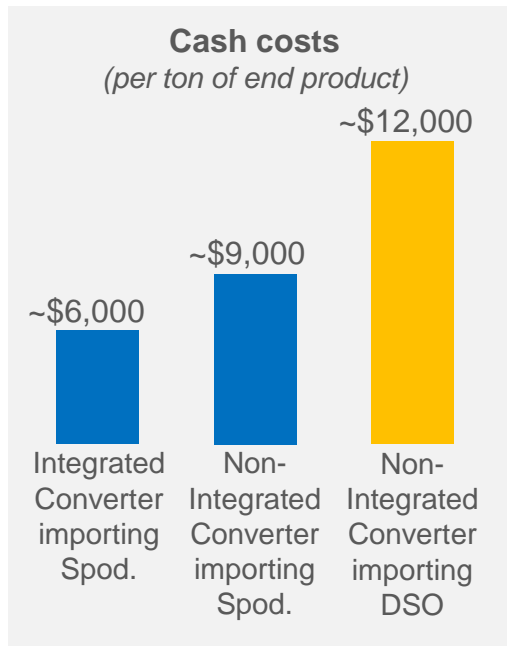 Cash costs
(per ton of end product)
~$12,000
~$9,000
~$6,000
Integrated
Converter
importing
Spod.
Non-
Integrated
Converter
importing
Spod.
Non-
Integrated
Converter
importing
DSO